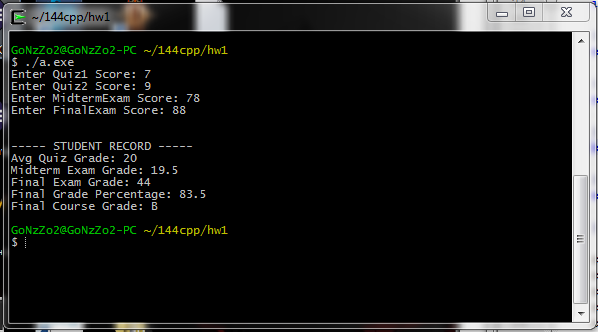 ~/144cpp/hw1
GoNzZo2@GoNzZo2-PC ~/144cpp/hw1
$ ./a.exe
Enter Quiz1 Score: 7
Enter Quiz2 Score: 9
Enter MidtermExam Score: 78
Enter FinalExam Score: 88
----- STUDENT RECORD -----
Avg Quiz Grade: 20
Midterm Exam Grade: 19.5
Final Exam Grade: 44
Final Grade Percentage: 83.5
Final Course Grade: B
GoNzZo2@GoNzZo2-PC ~/144cpp/hw1
$